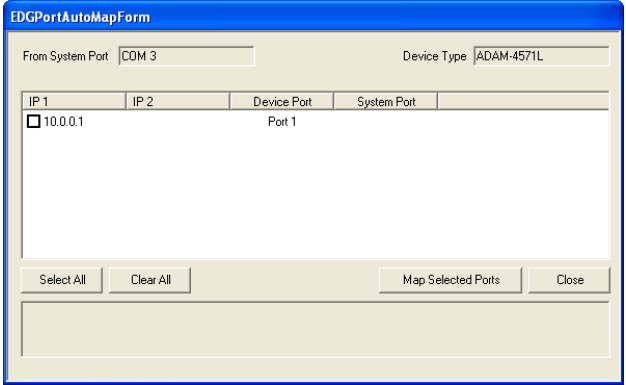 EDGPortAutoMapForm
From System Port COM 3 Device Type ADAM-4571L
IP 1 IP 2 Device Port System Port
10.0.0.1 Port 1
Select All Clear All Map Selected Ports Close